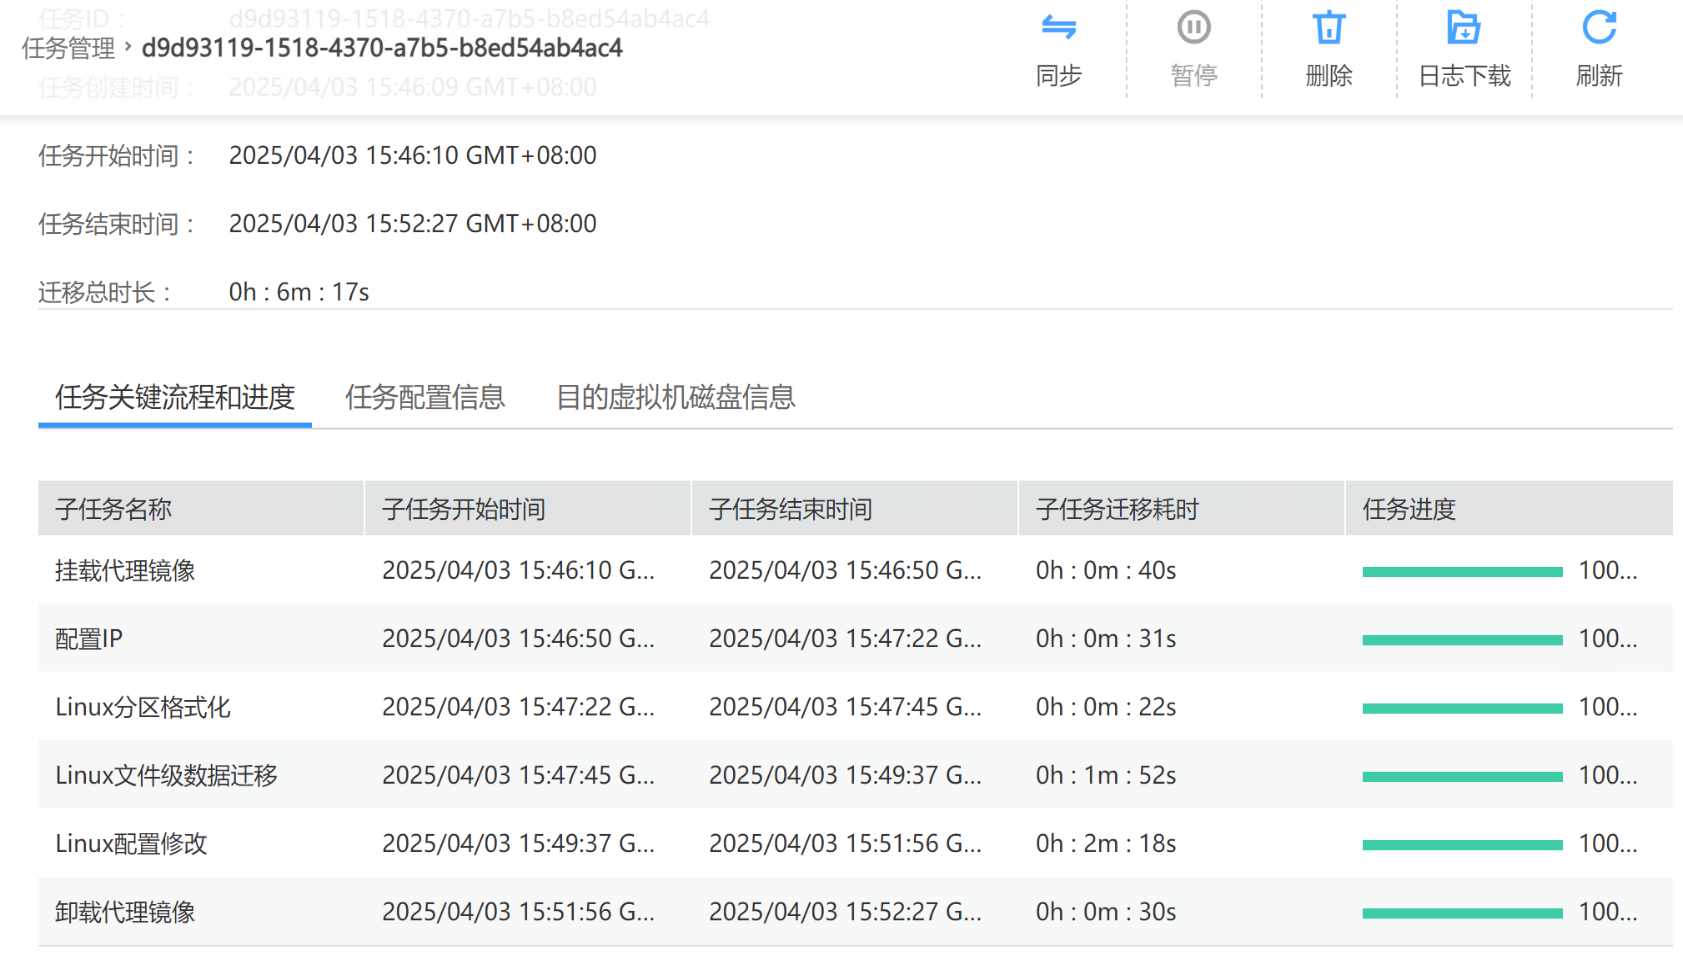 任务ID： d9d93119-1518-4370-a7b5-b8ed54ab4ac4
任务管理 › d9d93119-1518-4370-a7b5-b8ed54ab4ac4
任务创建时间： 2025/04/03 15:46:09 GMT+08:00
同步 暂停 删除 日志下载 刷新
任务开始时间： 2025/04/03 15:46:10 GMT+08:00
任务结束时间： 2025/04/03 15:52:27 GMT+08:00
迁移总时长： 0h : 6m : 17s
任务关键流程和进度 任务配置信息 目的虚拟机磁盘信息
子任务名称 子任务开始时间 子任务结束时间 子任务迁移耗时 任务进度
挂载代理镜像 2025/04/03 15:46:10 G... 2025/04/03 15:46:50 G... 0h : 0m : 40s 100...
配置IP 2025/04/03 15:46:50 G... 2025/04/03 15:47:22 G... 0h : 0m : 31s 100...
Linux分区格式化 2025/04/03 15:47:22 G... 2025/04/03 15:47:45 G... 0h : 0m : 22s 100...
Linux文件级数据迁移 2025/04/03 15:47:45 G... 2025/04/03 15:49:37 G... 0h : 1m : 52s 100...
Linux配置修改 2025/04/03 15:49:37 G... 2025/04/03 15:51:56 G... 0h : 2m : 18s 100...
卸载代理镜像 2025/04/03 15:51:56 G... 2025/04/03 15:52:27 G... 0h : 0m : 30s 100...